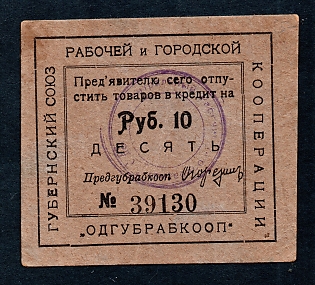 ГУБЕРНСКИЙ СОЮЗ
РАБОЧЕЙ и ГОРОДСКОЙ
КООПЕРАЦИИ
Пред'явителю сего отпу-
стить товаров в кредит на
Руб. 10
ДЕСЯТЬ
Предгубрабкооп
№ 39130
„ОДГУБРАБКООП"